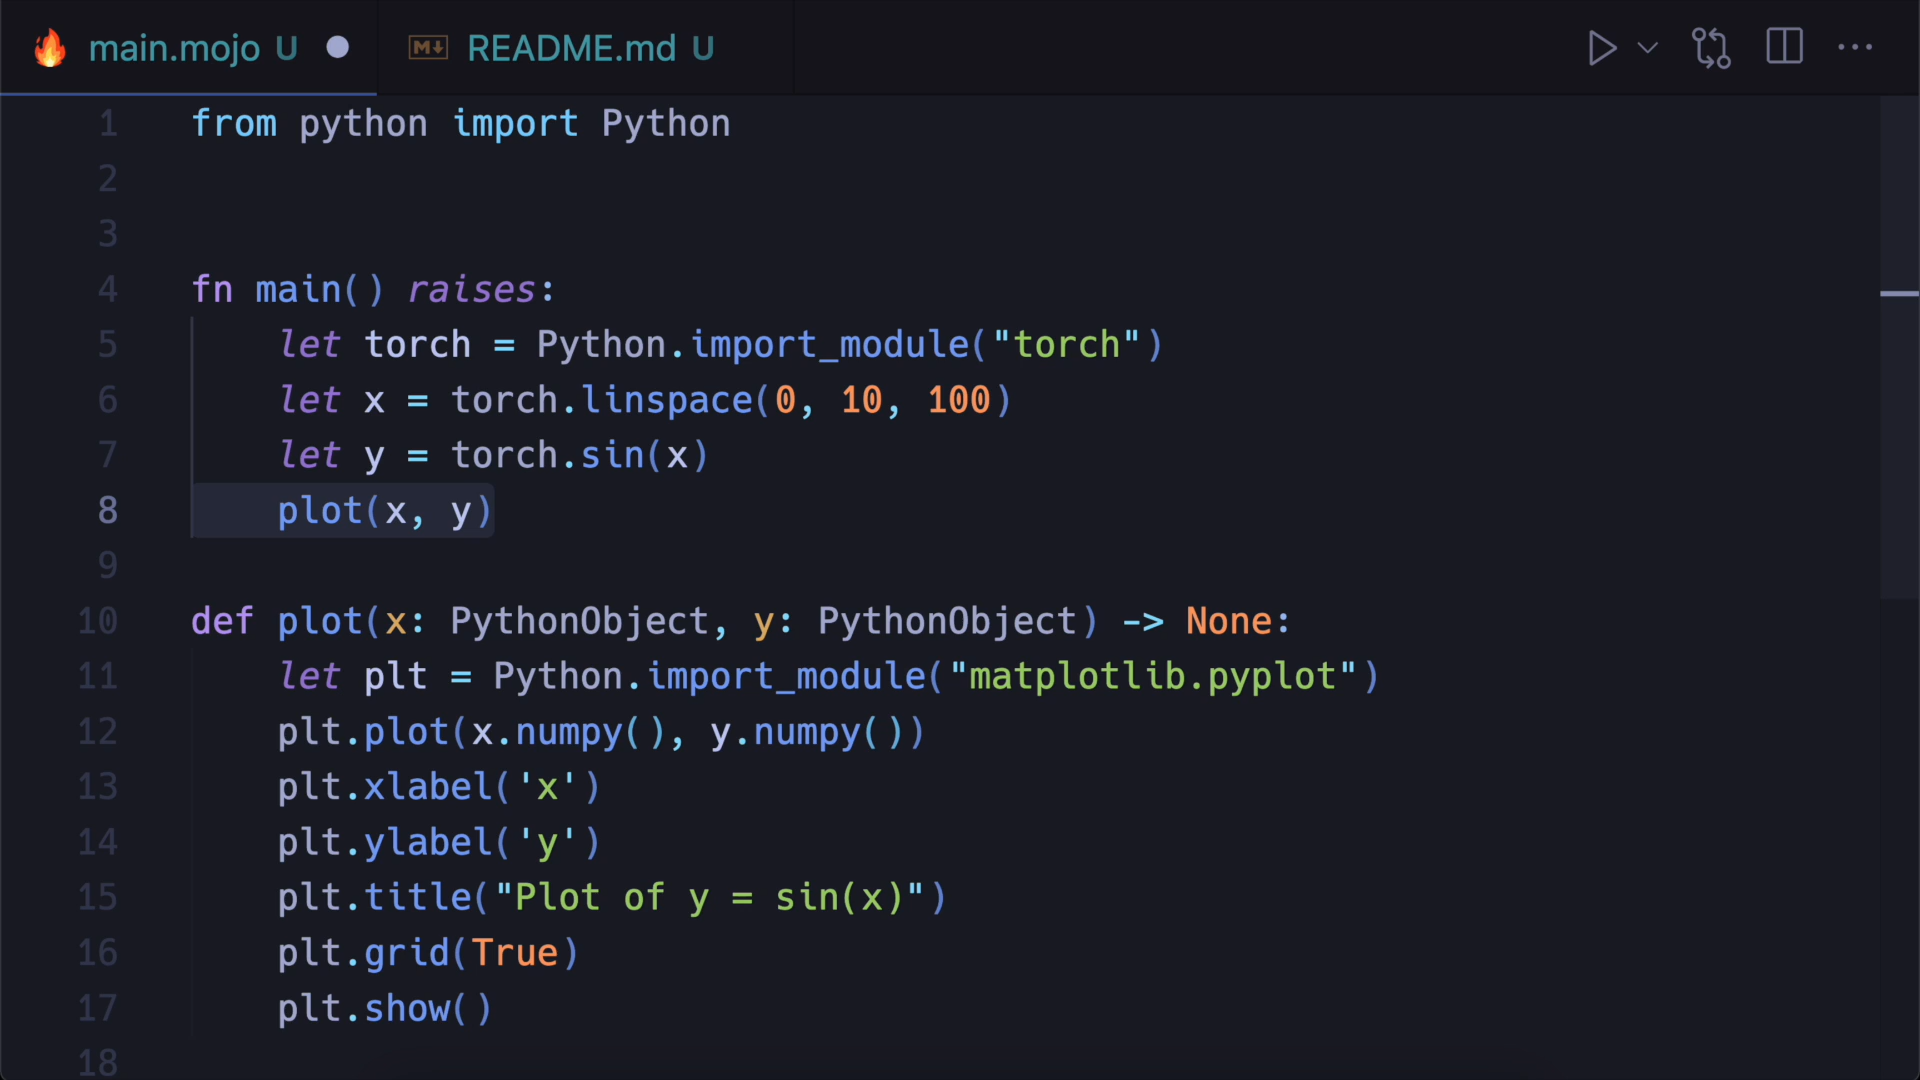 main.mojo U README.md U
1 from python import Python
2
3
4 fn main() raises:
5     let torch = Python.import_module("torch")
6     let x = torch.linspace(0, 10, 100)
7     let y = torch.sin(x)
8     plot(x, y)
9
10 def plot(x: PythonObject, y: PythonObject) -> None:
11     let plt = Python.import_module("matplotlib.pyplot")
12     plt.plot(x.numpy(), y.numpy())
13     plt.xlabel('x')
14     plt.ylabel('y')
15     plt.title("Plot of y = sin(x)")
16     plt.grid(True)
17     plt.show()
18